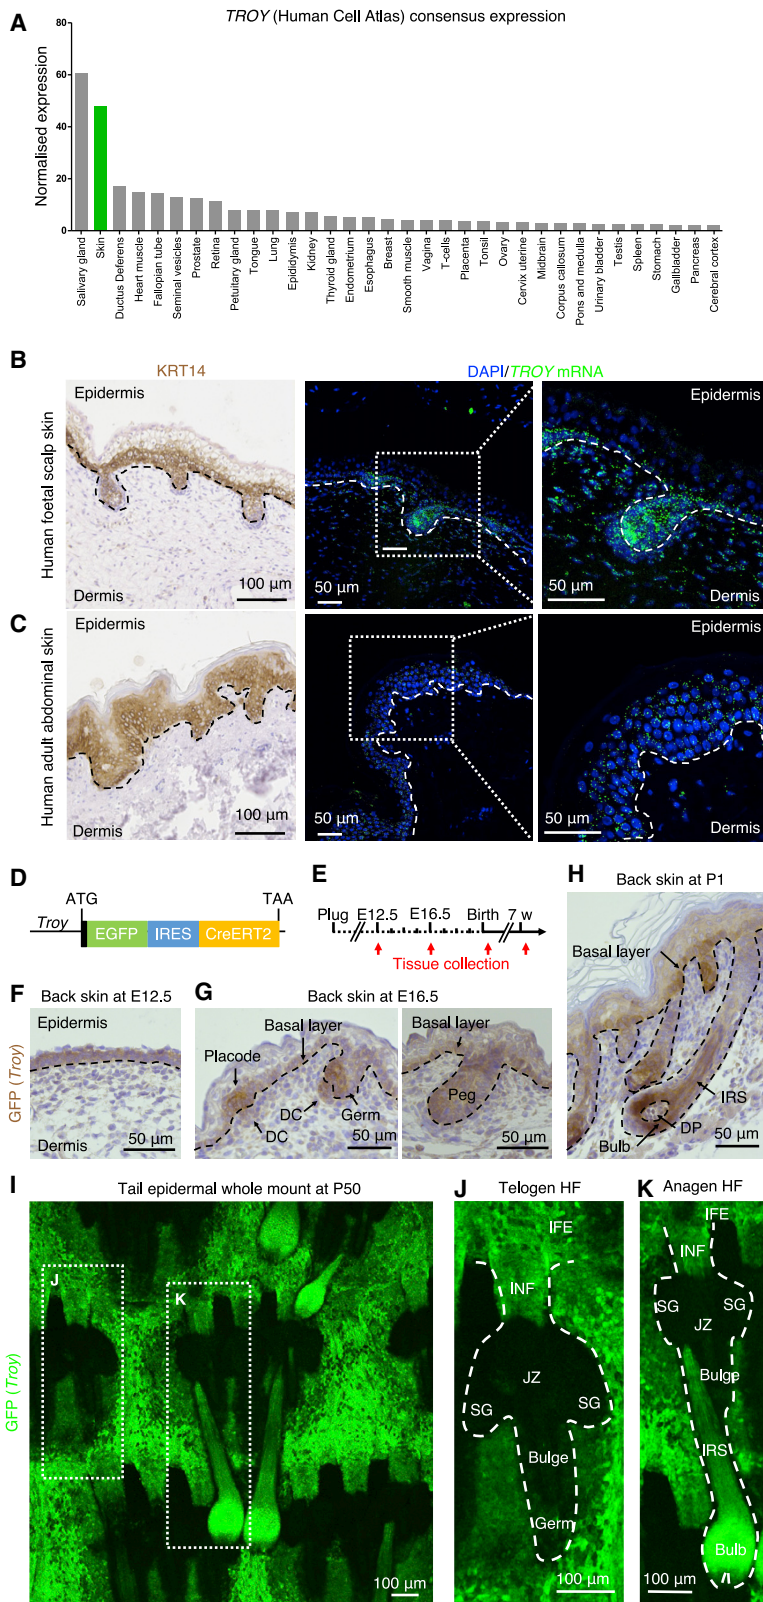 A
TROY (Human Cell Atlas) consensus expression
Normalised expression
80
60
40
20
0
Salivary gland
Skin
Ductus Deferens
Heart muscle
Fallopian tube
Seminal vesicles
Prostate
Retina
Petuitary gland
Tongue
Lung
Epididymis
Kidney
Thyroid gland
Endometrium
Esophagus
Breast
Smooth muscle
Vagina
T-cells
Placenta
Tonsil
Ovary
Cervix uterine
Midbrain
Corpus callosum
Pons and medulla
Urinary bladder
Testis
Spleen
Stomach
Gallbladder
Pancreas
Cerebral cortex
B
KRT14
DAPI/TROY mRNA
Human foetal scalp skin
Epidermis
Dermis
100 µm
50 µm
Epidermis
50 µm
Dermis
C
Human adult abdominal skin
Epidermis
Dermis
100 µm
50 µm
Epidermis
50 µm
Dermis
D
ATG
TAA
Troy
EGFP
IRES
CreERT2
E
Plug
E12.5
E16.5
Birth
7 w
Tissue collection
F
Back skin at E12.5
GFP (Troy)
Epidermis
Dermis
50 µm
G
Back skin at E16.5
Basal layer
Placode
DC
DC
Germ
50 µm
Basal layer
Peg
50 µm
H
Back skin at P1
Basal layer
IRS
DP
Bulb
50 µm
I
Tail epidermal whole mount at P50
GFP (Troy)
J
K
100 µm
J
Telogen HF
IFE
INF
JZ
SG
SG
Bulge
Germ
100 µm
K
Anagen HF
IFE
INF
SG
SG
JZ
Bulge
IRS
Bulb
100 µm